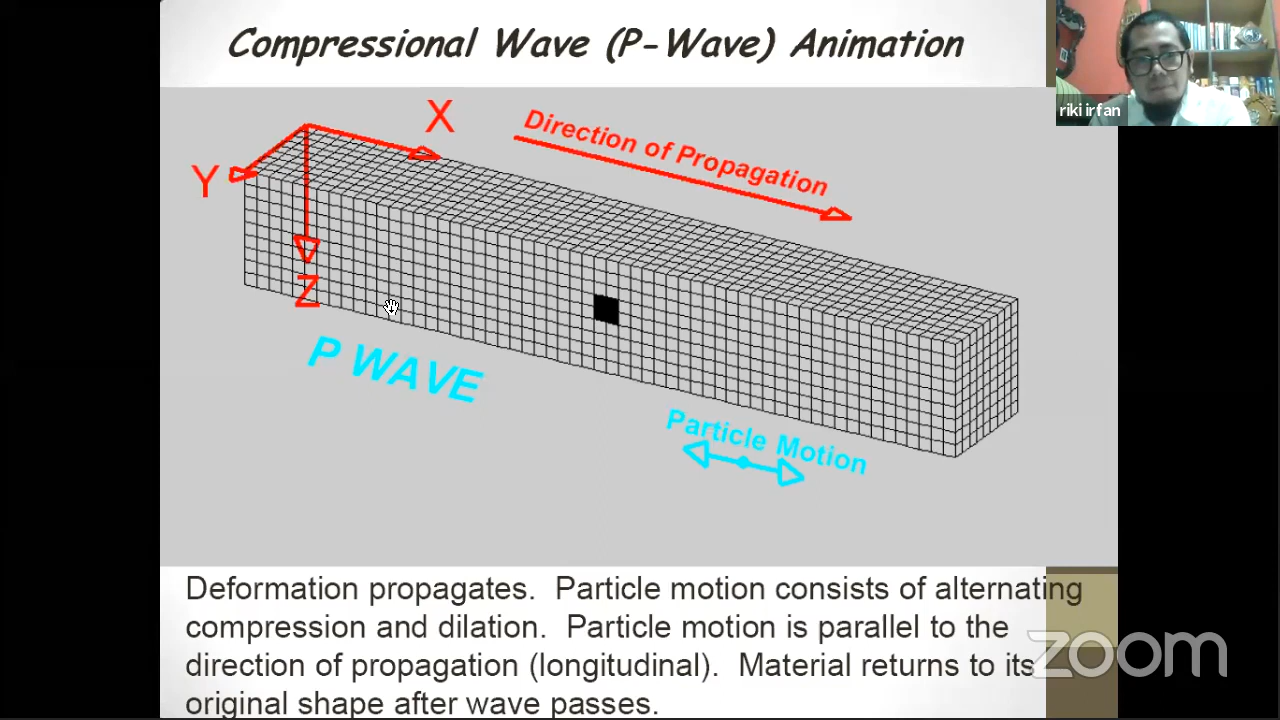 Compressional Wave (P-Wave) Animation
riki irfan
X
Direction of Propagation
Y
Z
P WAVE
Particle Motion
Deformation propagates. Particle motion consists of alternating
compression and dilation. Particle motion is parallel to the
direction of propagation (longitudinal). Material returns to its
original shape after wave passes.
zoom